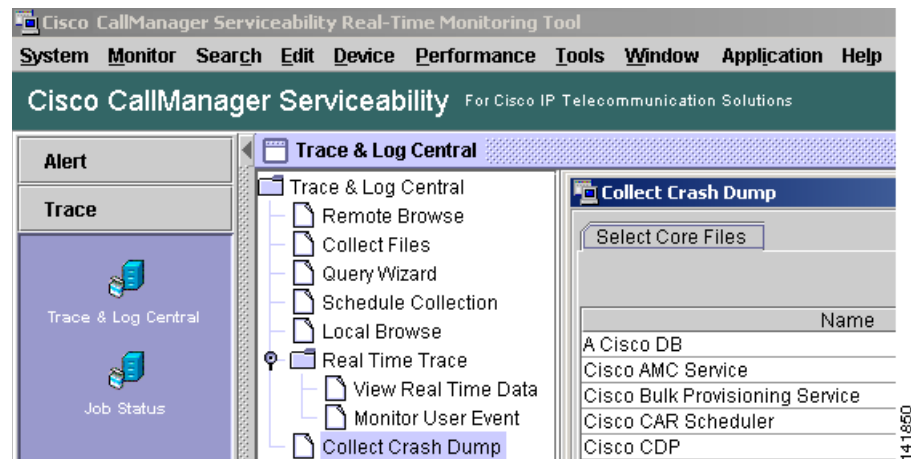 Cisco CallManager Serviceability Real-Time Monitoring Tool
System Monitor Search Edit Device Performance Tools Window Application Help
Cisco CallManager Serviceability For Cisco IP Telecommunication Solutions
Alert
Trace
Trace & Log Central
Job Status
Trace & Log Central
Trace & Log Central
Remote Browse
Collect Files
Query Wizard
Schedule Collection
Local Browse
Real Time Trace
View Real Time Data
Monitor User Event
Collect Crash Dump
Collect Crash Dump
Select Core Files
Name
A Cisco DB
Cisco AMC Service
Cisco Bulk Provisioning Service
Cisco CAR Scheduler
Cisco CDP
141850